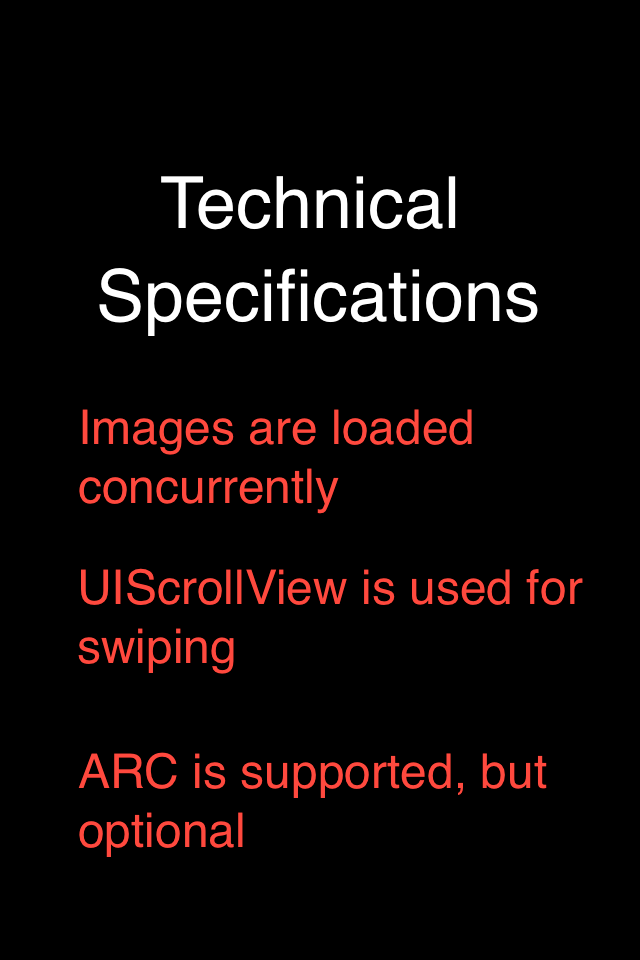 Technical
Specifications
Images are loaded
concurrently
UIScrollView is used for
swiping
ARC is supported, but
optional